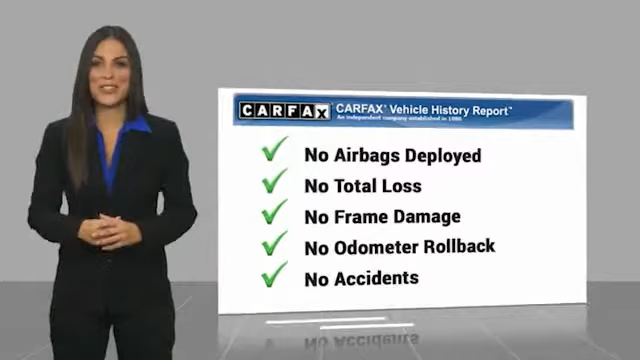 CARFAX CARFAX® Vehicle History Report™
An independent company established in 1986
No Airbags Deployed
No Total Loss
No Frame Damage
No Odometer Rollback
No Accidents